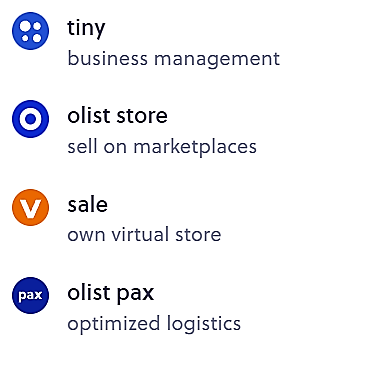 tiny
business management
olist store
sell on marketplaces
V
sale
own virtual store
pax
olist pax
optimized logistics